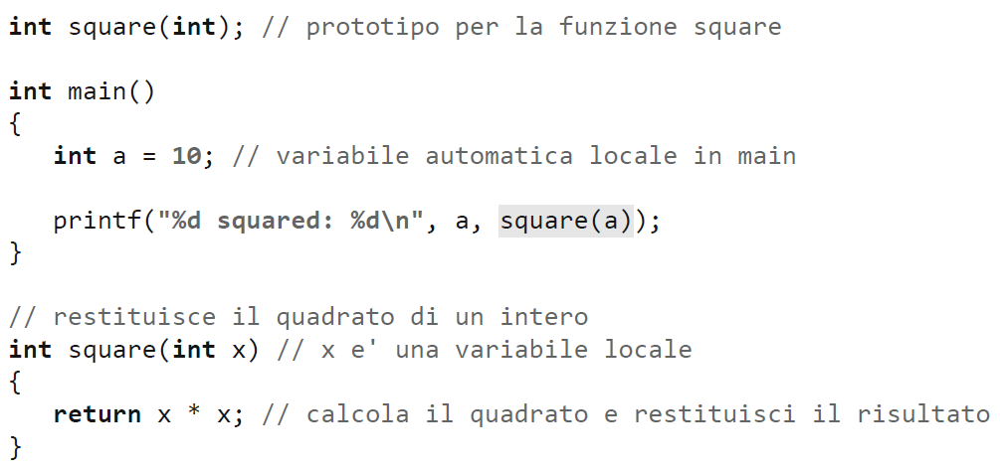 int square(int); // prototipo per la funzione square
int main()
{
int a = 10; // variabile automatica locale in main
printf("%d squared: %d\n", a, square(a));
}
// restituisce il quadrato di un intero
int square(int x) // x e' una variabile locale
{
return x * x; // calcola il quadrato e restituisci il risultato
}